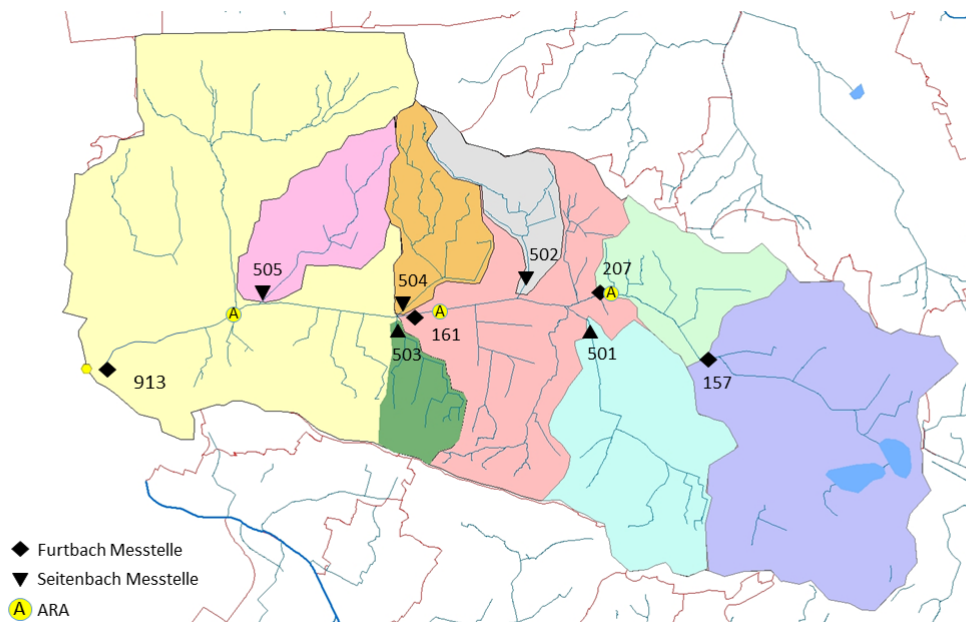 502
505
504
207
A
A
A
161
503
501
157
913
Furtbach Messtelle
Seitenbach Messtelle
A ARA